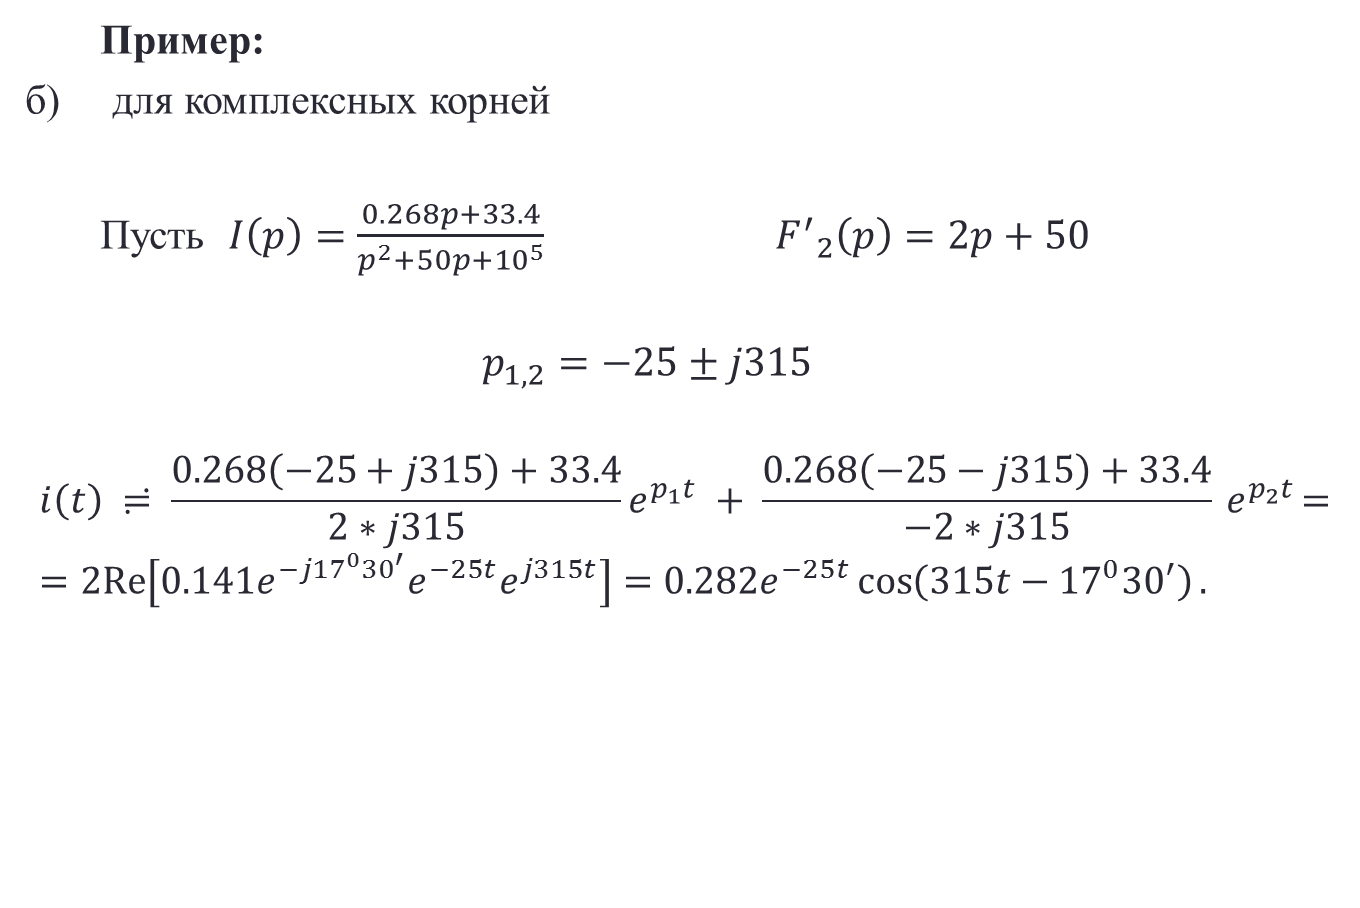 Пример:
б) для комплексных корней
Пусть I(p) = (0.268p+33.4)/(p²+50p+10⁵) F′₂(p) = 2p + 50
p₁,₂ = −25 ± j315
i(t) ≓ (0.268(−25 + j315) + 33.4)/(2 ∗ j315) e^{p₁t} + (0.268(−25 − j315) + 33.4)/(−2 ∗ j315) e^{p₂t} =
= 2Re[0.141e^{−j17⁰30′} e^{−25t} e^{j315t}] = 0.282e^{−25t} cos(315t − 17⁰30′) .